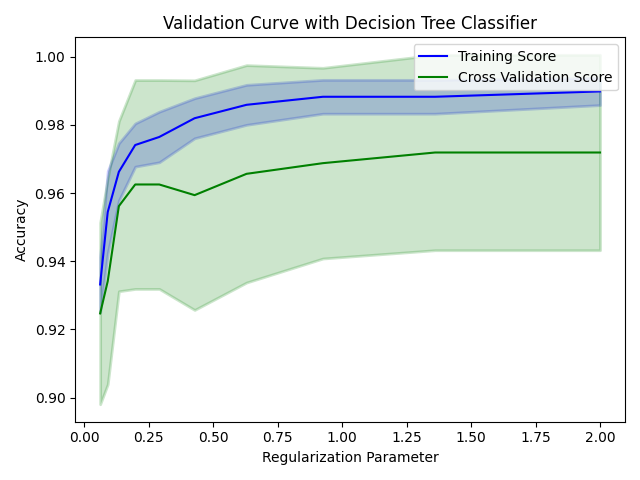 Validation Curve with Decision Tree Classifier
Training Score
Cross Validation Score
Accuracy
1.00
0.98
0.96
0.94
0.92
0.90
0.00 0.25 0.50 0.75 1.00 1.25 1.50 1.75 2.00
Regularization Parameter